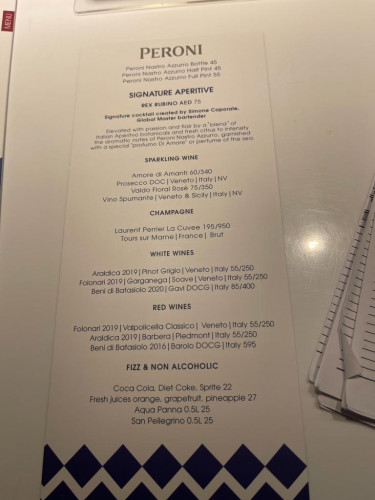 MENU
PERONI
Peroni Nastro Azzurro Bottle 45
Peroni Nastro Azzurro Half Pint 45
Peroni Nastro Azzurro Full Pint 55
SIGNATURE APERITIVE
REX RUBINO AED 75
Signature cocktail created by Simone Caporale,
Global Master bartender
Elevated with passion and flair by a "blend" of
Italian Aperitivo botanicals and fresh citrus to intensify
the aromatic notes of Peroni Nastro Azzurro, garnished
with a special "profumo Di Amare" or perfume of the sea.
SPARKLING WINE
Amore di Amanti 60/340
Prosecco DOC|Veneto|Italy|NV
Valdo Floral Rosé 75/350
Vino Spumante|Veneto & Sicily|Italy|NV
CHAMPAGNE
Laurent Perrier La Cuvee 195/950
Tours sur Marne|France| Brut
WHITE WINES
Araldica 2019|Pinot Grigio|Veneto|Italy 55/250
Folonari 2019|Garganega|Soave|Veneto|Italy 55/250
Beni di Batasiolo 2020|Gavi DOCG|Italy 85/400
RED WINES
Folonari 2019|Valpolicella Classico| Veneto|Italy 55/250
Araldica 2019|Barbera|Piedmont|Italy 55/250
Beni di Batasiolo 2016|Barolo DOCG|Italy 595
FIZZ & NON ALCOHOLIC
Coca Cola, Diet Coke, Sprite 22
Fresh juices orange, grapefruit, pineapple 27
Aqua Panna 0.5L 25
San Pellegrino 0.5L 25